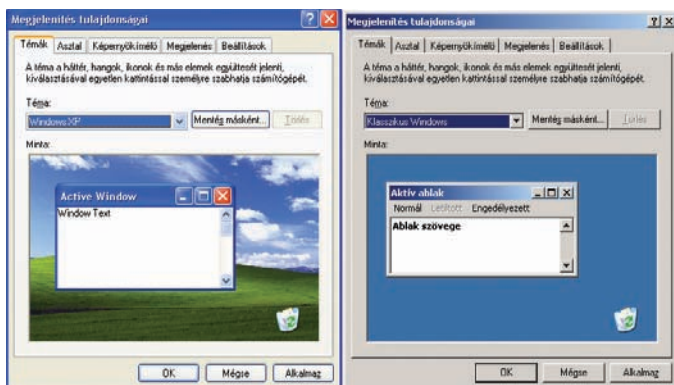 Megjelenítés tulajdonságai
Témák Asztal Képernyőkímélő Megjelenés Beállítások
A téma a háttér, hangok, ikonok és más elemek együttesét jelenti,
kiválasztásával egyetlen kattintással személyre szabhatja számítógépét.
Téma:
Windows XP Mentés másként... Törlés
Minta:
Active Window
Window Text
OK Mégse Alkalmaz
Megjelenítés tulajdonságai
Témák Asztal Képernyőkímélő Megjelenés Beállítások
A téma a háttér, hangok, ikonok és más elemek együttesét jelenti,
kiválasztásával egyetlen kattintással személyre szabhatja számítógépét.
Téma:
Klasszikus Windows Mentés másként... Törlés
Minta:
Aktív ablak
Normál Letiltott Engedélyezett
Ablak szövege
OK Mégse Alkalmaz